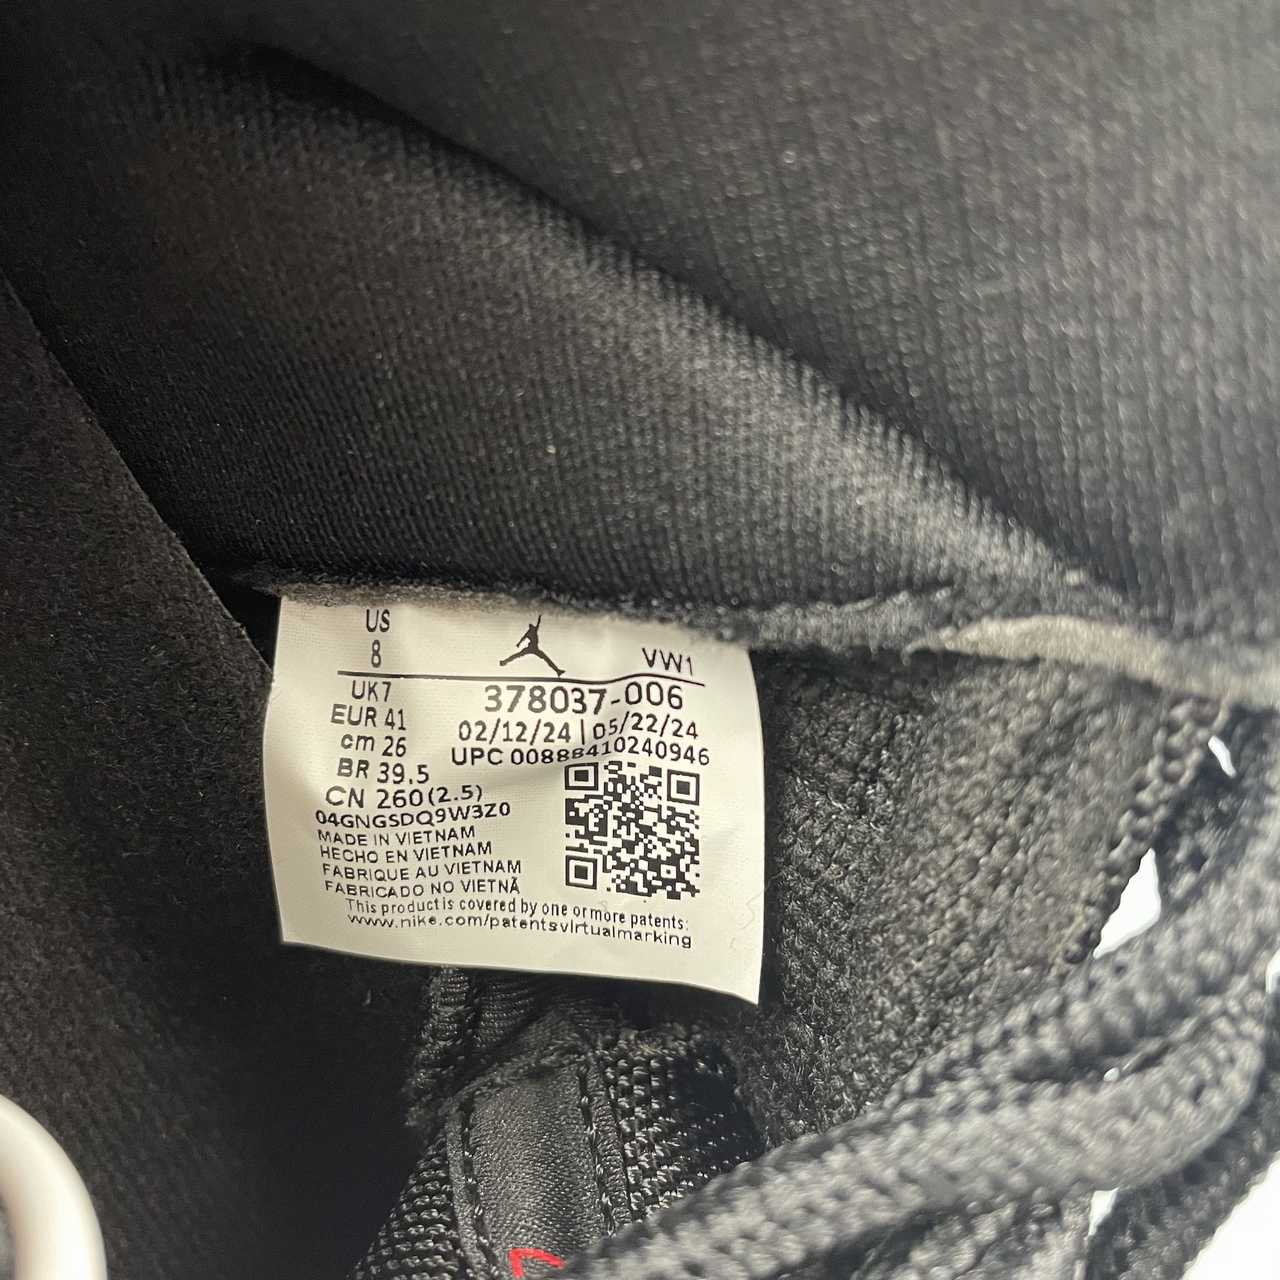 US
8
VW1
UK7
378037-006
EUR 41
02/12/24 | 05/22/24
cm 26
UPC 00888410240946
BR 39.5
CN 260(2.5)
04GNGSDQ9W3Z0
MADE IN VIETNAM
HECHO EN VIETNAM
FABRIQUE AU VIETNAM
FABRICADO NO VIETNÃ
This product is covered by one or more patents:
www.nike.com/patentsvirtualmarking